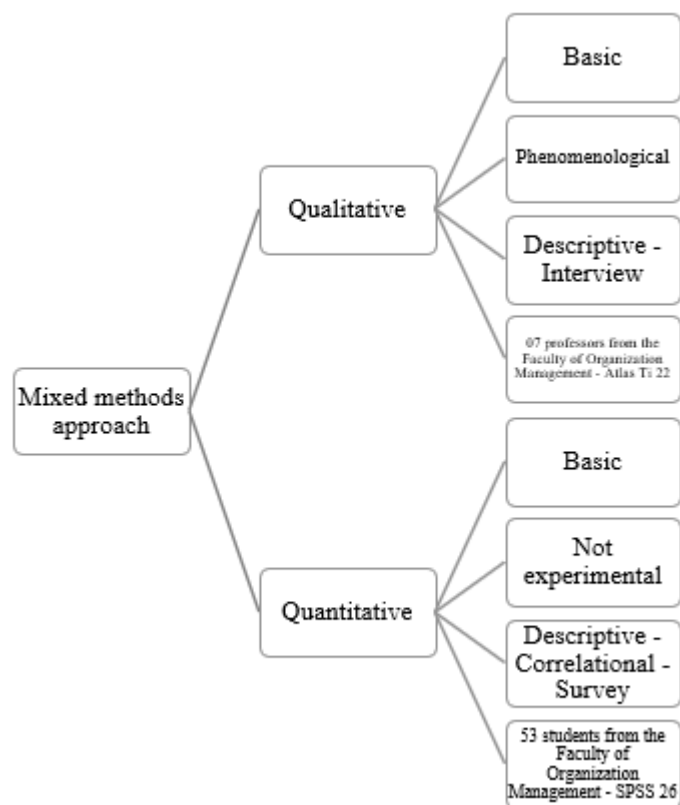 Basic
Phenomenological
Qualitative
Descriptive -
Interview
07 professors from the
Faculty of Organization
Management - Atlas Ti 22
Mixed methods
approach
Basic
Not
experimental
Quantitative
Descriptive -
Correlational -
Survey
53 students from the
Faculty of
Organization
Management - SPSS 26